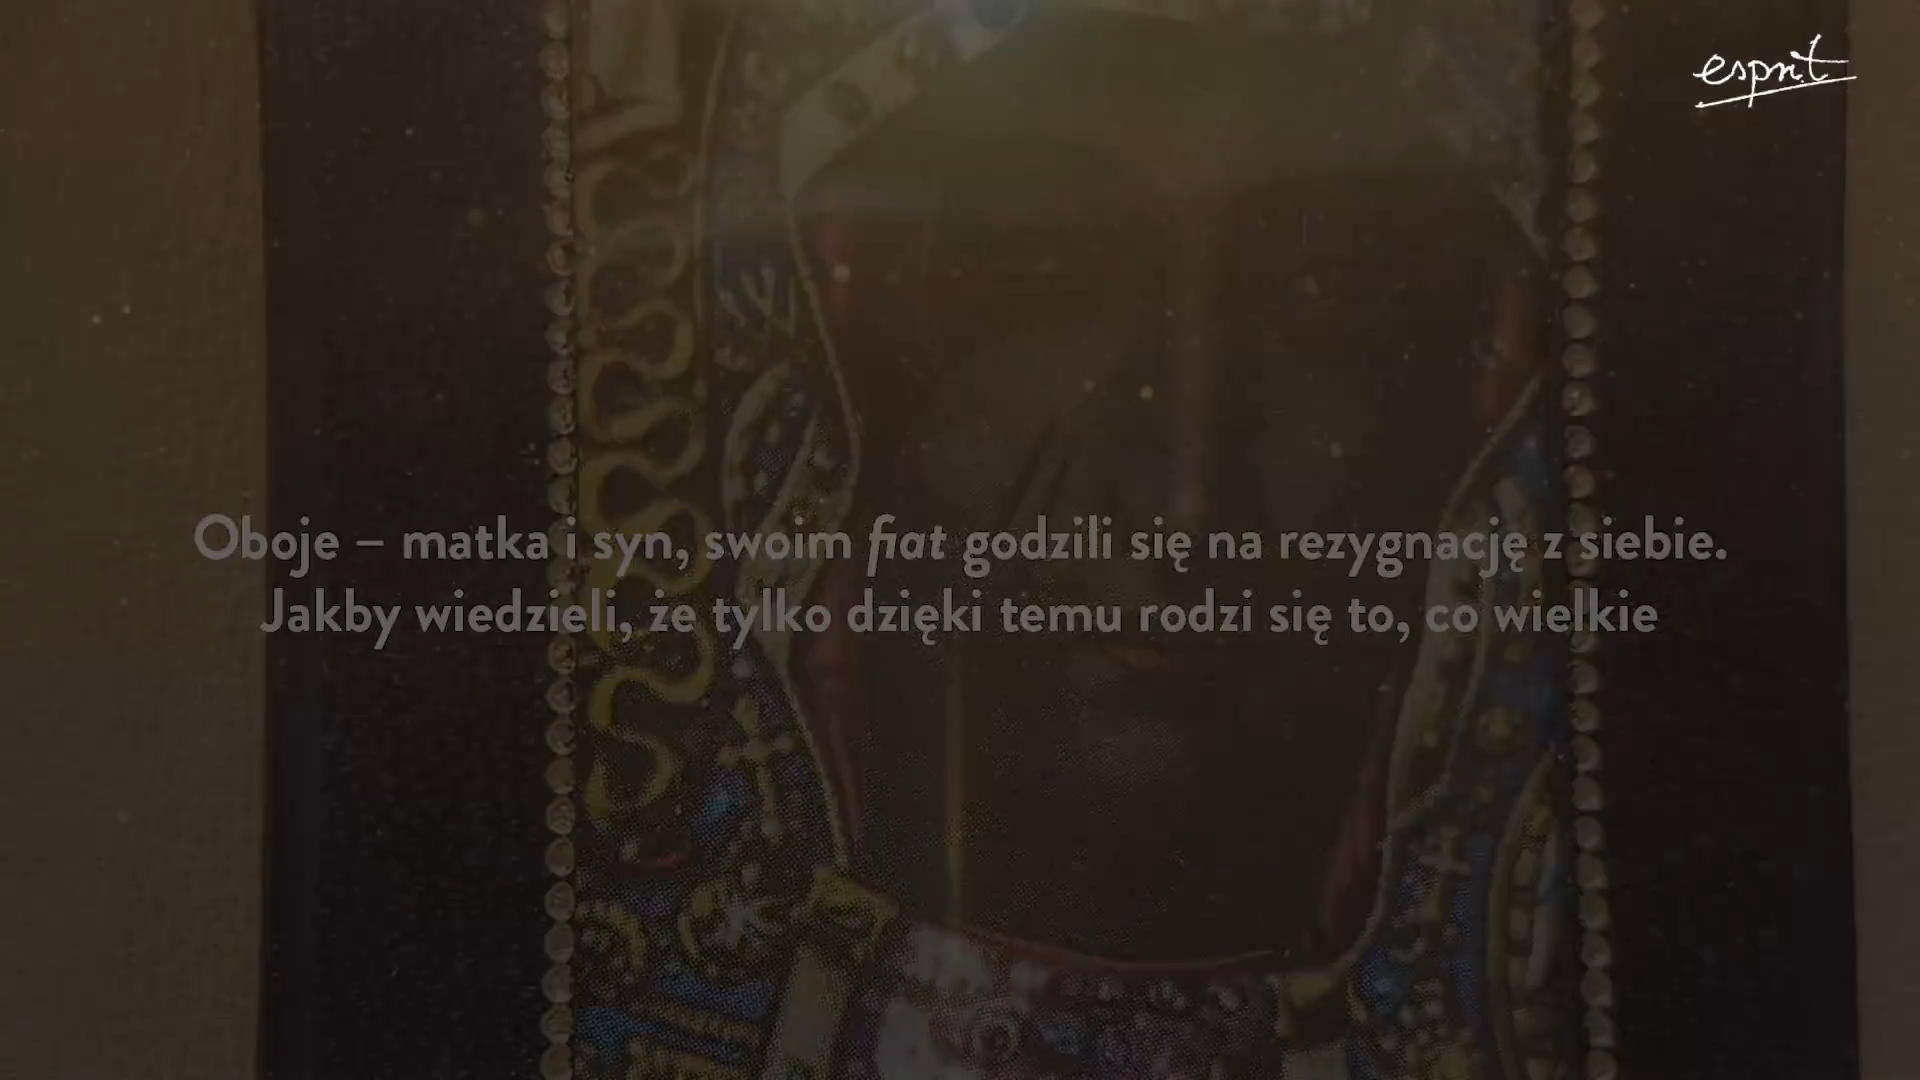 esprit
Oboje – matka i syn, swoim fiat godzili się na rezygnację z siebie.
Jakby wiedzieli, że tylko dzięki temu rodzi się to, co wielkie